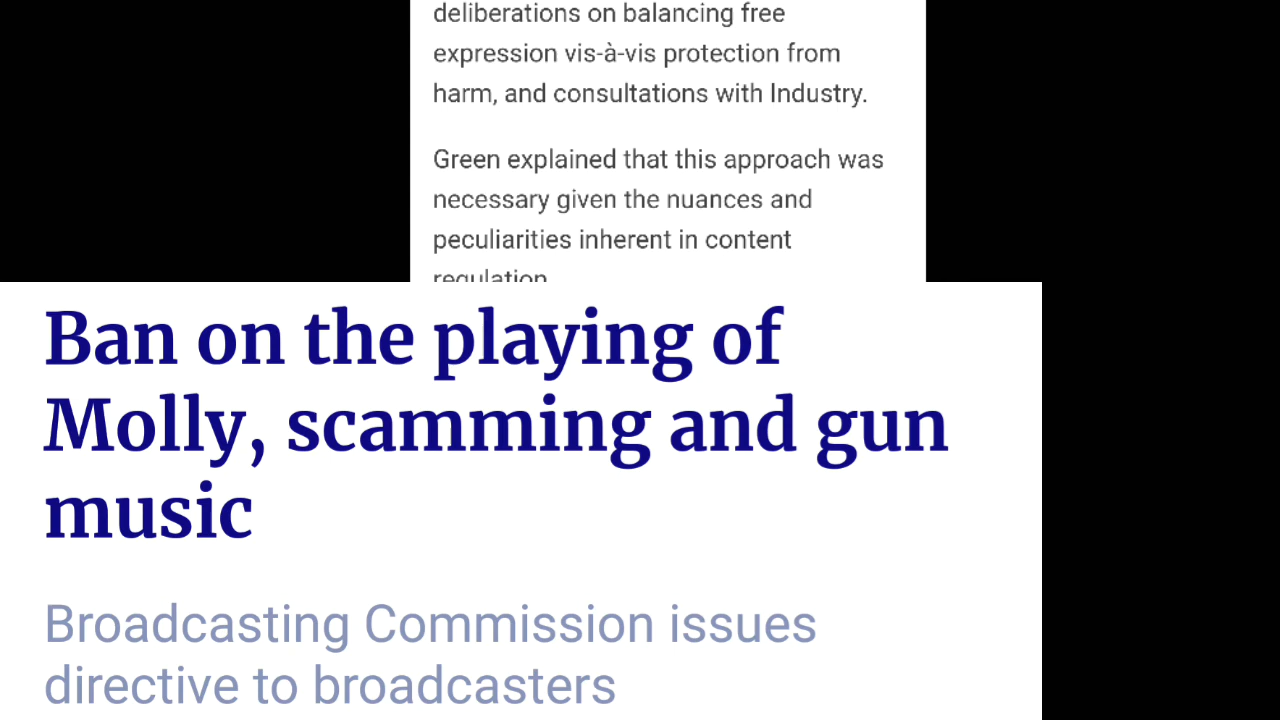 deliberations on balancing free
expression vis-à-vis protection from
harm, and consultations with Industry.
Green explained that this approach was
necessary given the nuances and
peculiarities inherent in content
regulation
Ban on the playing of
Molly, scamming and gun
music
Broadcasting Commission issues
directive to broadcasters